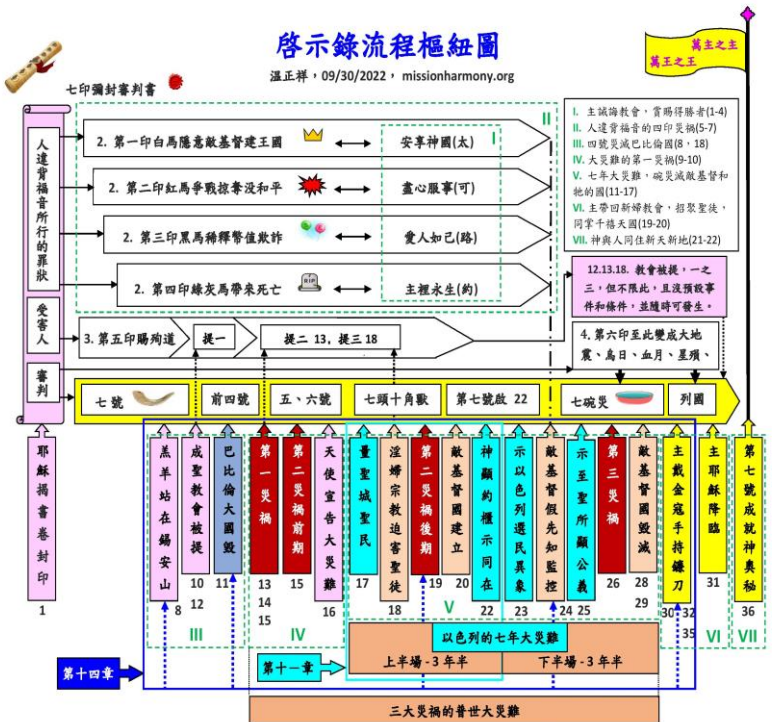 啓示錄流程樞紐圖
溫正祥,09/30/2022, missionharmony.org
萬主之主
萬王之王
七印彌封審判書
I. 主誡誨教會,賞賜得勝者(1-4)
II. 人違背福音的四印災禍(5-7)
III. 四號災滅巴比倫國(8,18)
IV. 大災難的第一災禍(9-10)
V. 七年大災難,碗災滅敵基督和
牠的國(11-17)
VI. 主帶回新婦教會,招聚聖徒,
同掌千禧天國(19-20)
VII. 神與人同住新天新地(21-22)
人違背福音所行的罪狀
受害人
審判
II
I
2. 第一印白馬隱意敵基督建王國
安享神國(太)
2. 第二印紅馬爭戰掠奪没和平
盡心服事(可)
2. 第三印黑馬稀釋幣值欺詐
愛人如己(路)
2. 第四印綠灰馬帶來死亡
RIP
主裡永生(約)
12.13.18. 教會被提,一之
三,但不限此,且沒預設事
件和條件,並隨時可發生。
3. 第五印賜殉道
提一
提二 13, 提三 18
4. 第六印至此變成大地
震、烏日、血月、星殞、
七號
前四號
五、六號
七頭十角獸
第七號啟 22
七碗災
列國
耶穌揭書卷封印
羔羊站在錫安山
成聖教會被提
巴比倫大國毀
第一災禍
第二災禍前期
天使宣告大災難
量聖城聖民
淫婦宗教迫害聖徒
第二災禍後期
敵基督國建立
神顯約櫃示同在
示以色列選民異象
敵基督假先知監控
示至聖所顯公義
第三災禍
敵基督國毀滅
主戴金冠手持鐮刀
主耶穌降臨
第七號成就神奧秘
1
8
10
12
11
13
14
15
15
16
17
18
19
20
22
23
24
25
26
28
29
30
32
35
31
36
III
IV
V
VI
VII
以色列的七年大災難
第十四章
第十一章
上半場 - 3 年半
下半場 - 3 年半
三大災禍的普世大災難